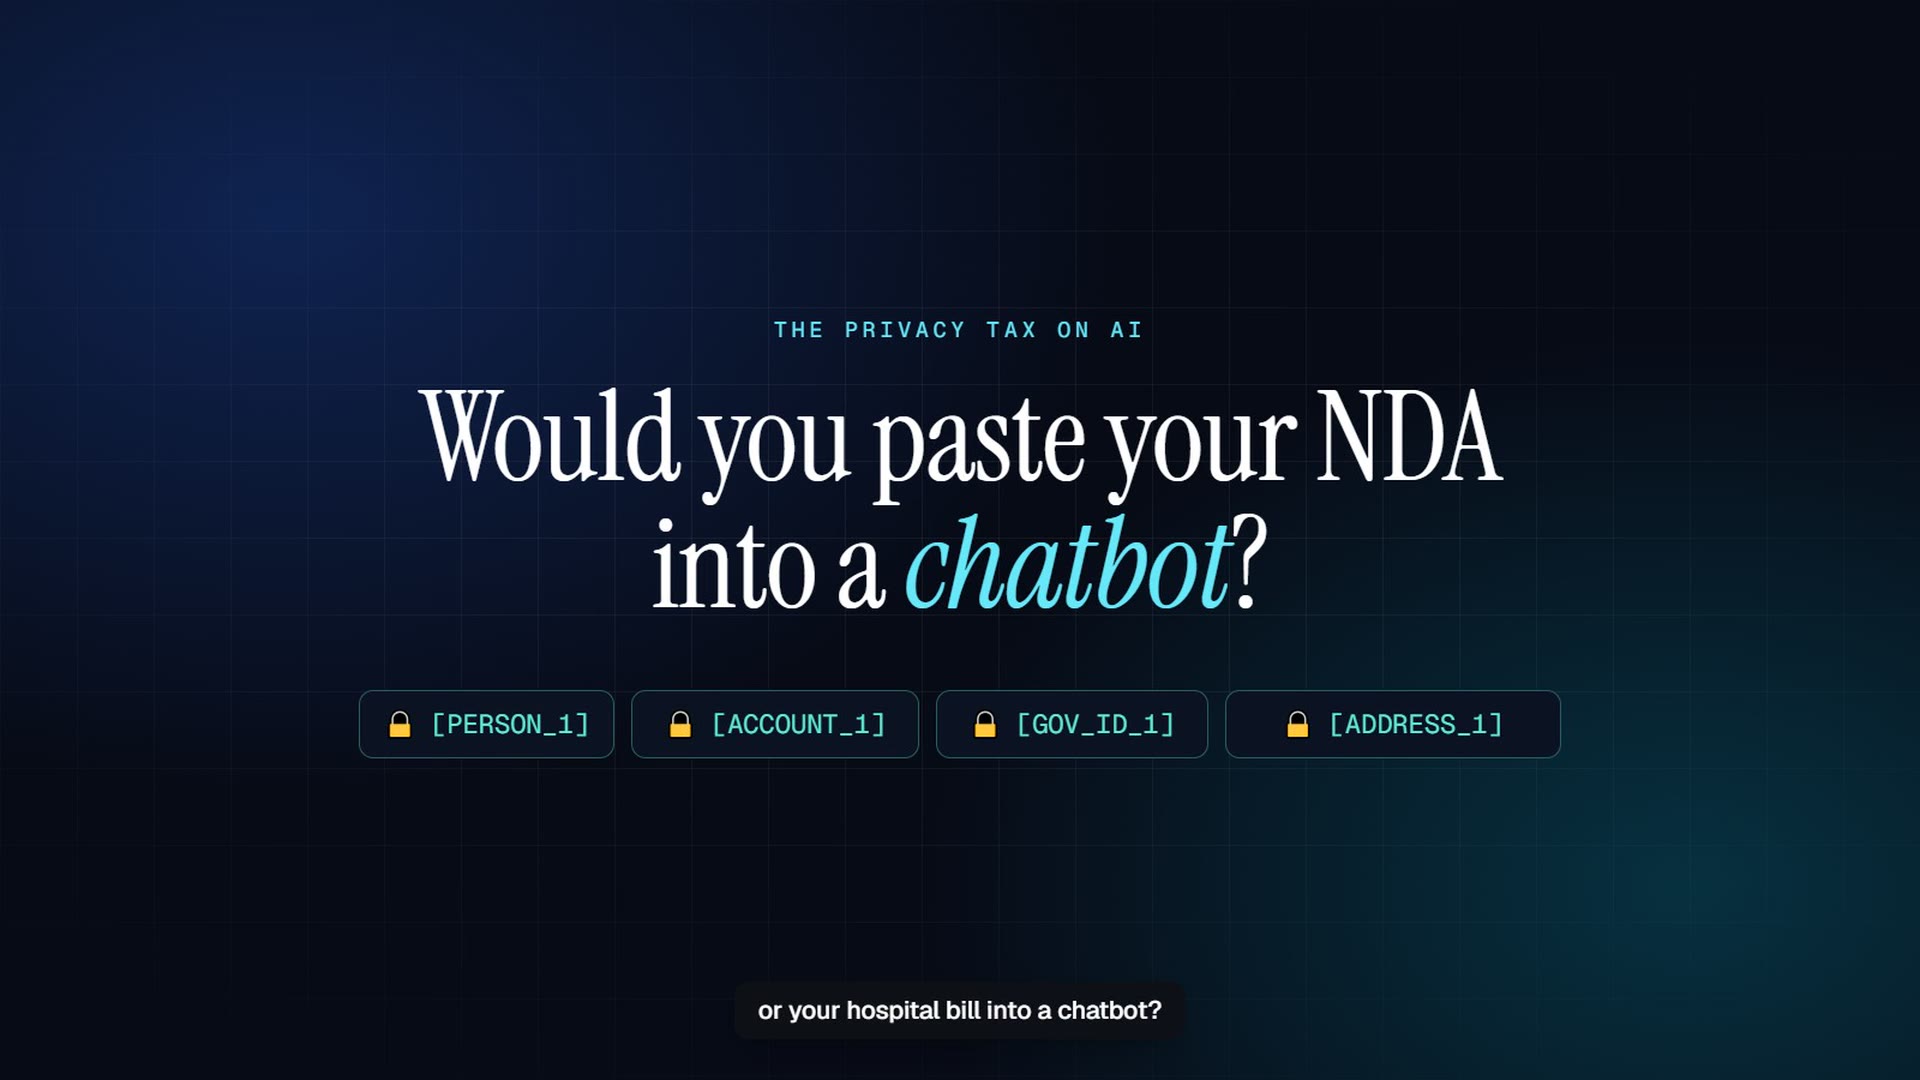 THE PRIVACY TAX ON AI
Would you paste your NDA
into a chatbot?
[PERSON_1] [ACCOUNT_1] [GOV_ID_1] [ADDRESS_1]
or your hospital bill into a chatbot?